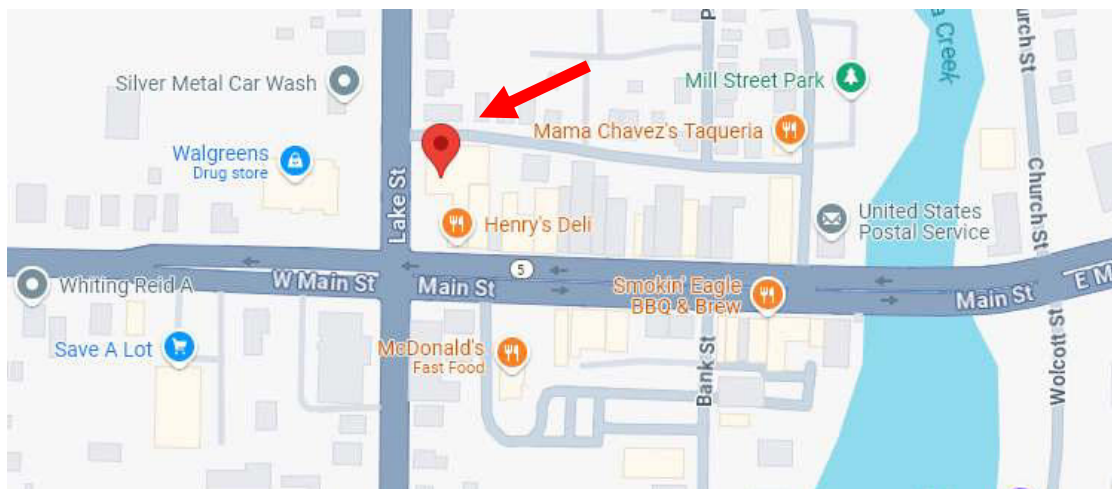 P
a Creek
urch St
Silver Metal Car Wash
Mill Street Park
Mama Chavez's Taqueria
Walgreens
Drug store
Lake St
Church St
Henry's Deli
United States
Postal Service
5
Whiting Reid A
W Main St
Main St
Smokin' Eagle
BBQ & Brew
Main St
E M
Save A Lot
McDonald's
Fast Food
Bank St
Wolcott St